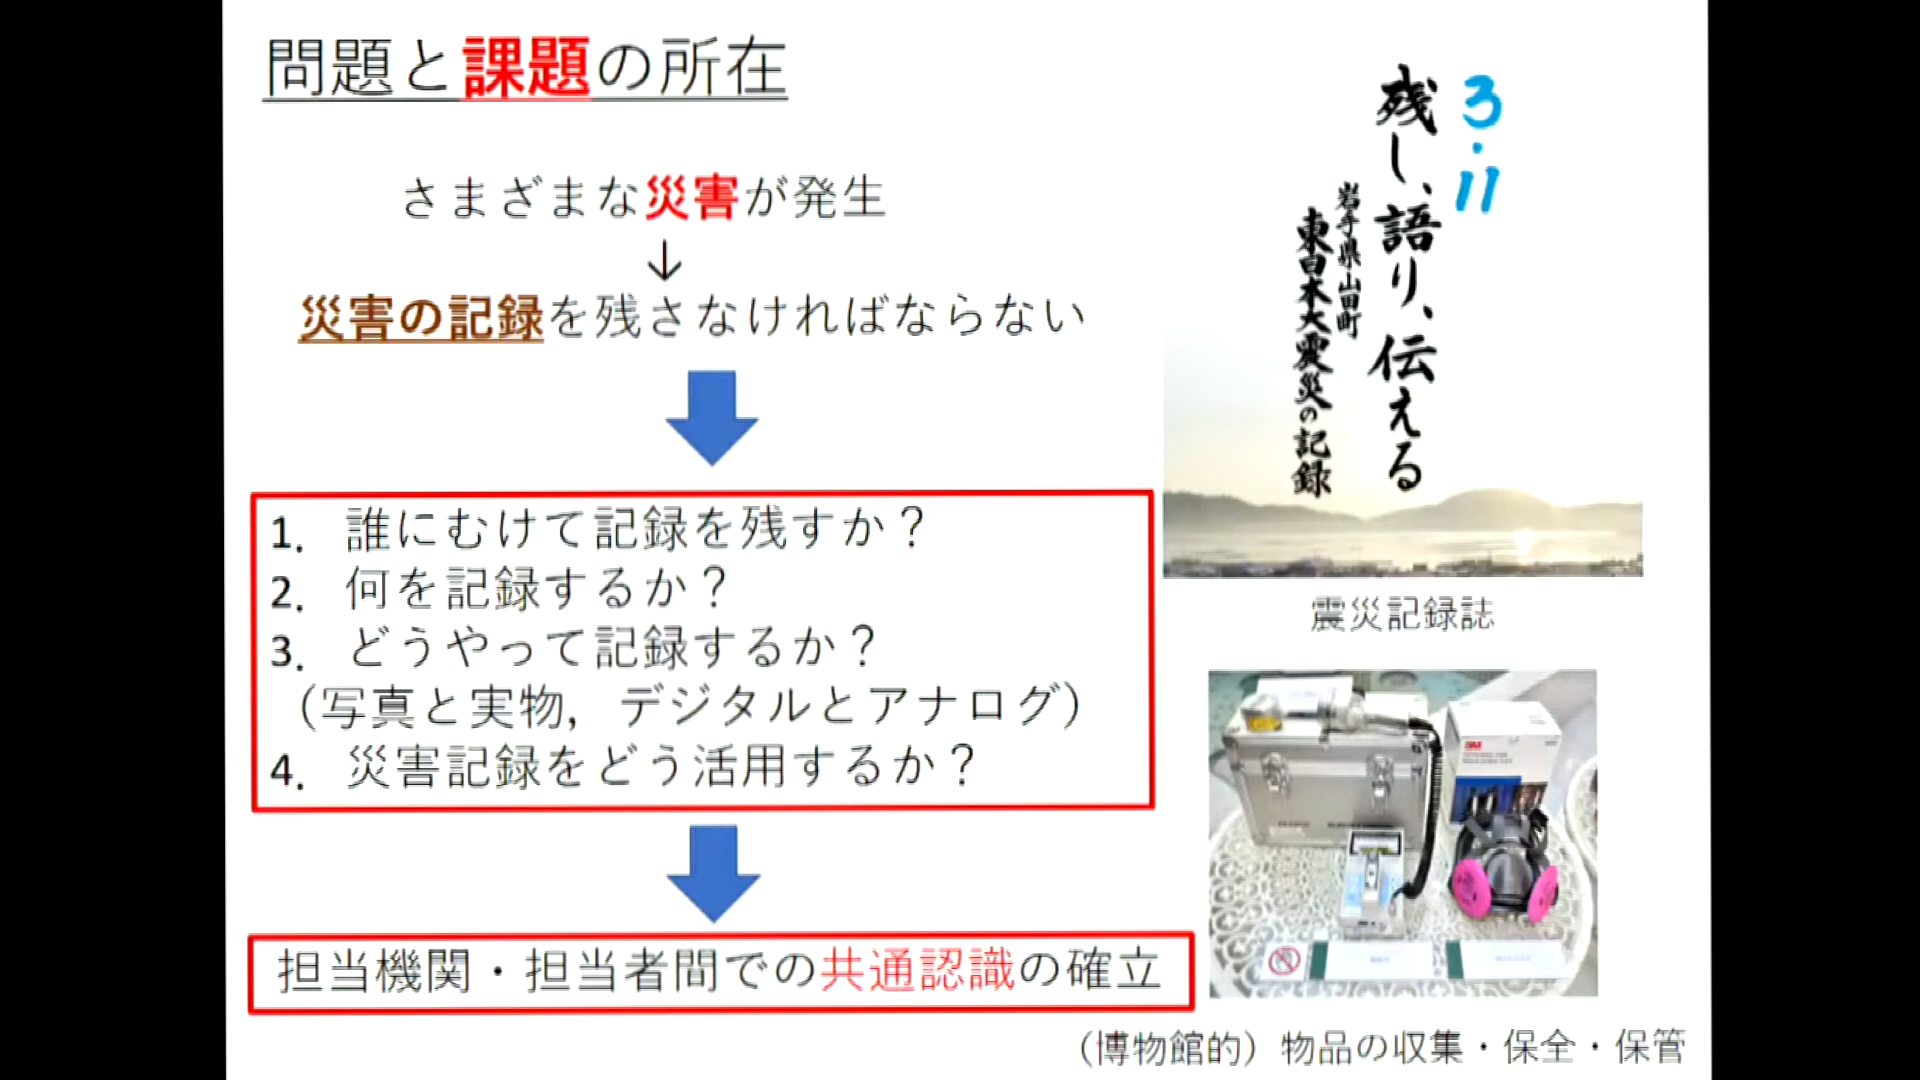 問題と課題の所在
さまざまな災害が発生
↓
災害の記録を残さなければならない
1. 誰にむけて記録を残すか？
2. 何を記録するか？
3. どうやって記録するか？
（写真と実物，デジタルとアナログ）
4. 災害記録をどう活用するか？
担当機関・担当者間での共通認識の確立
3・11
残し、語り、伝える
岩手県山田町
東日本大震災の記録
震災記録誌
3M
（博物館的）物品の収集・保全・保管